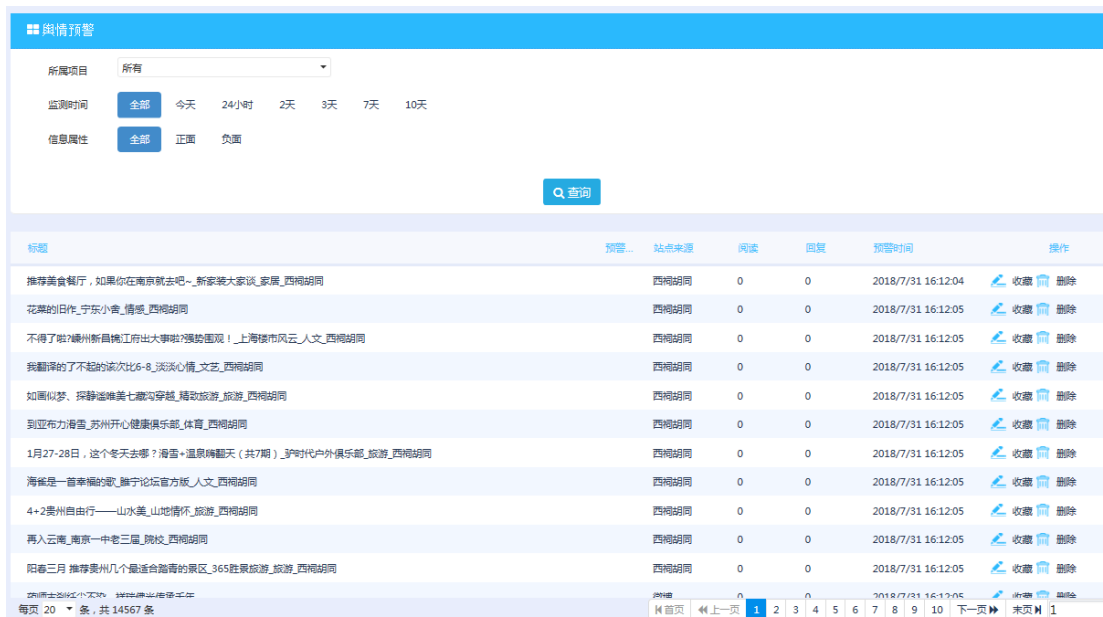 舆情预警
所属项目 所有
监测时间 全部 今天 24小时 2天 3天 7天 10天
信息属性 全部 正面 负面
查询
标题 预警... 站点来源 阅读 回复 预警时间 操作
推荐美食餐厅，如果你在南京就去吧~_新家装大家谈_家居_西祠胡同 西祠胡同 0 0 2018/7/31 16:12:04 收藏 删除
花菜的旧作_宁东小舍_情感_西祠胡同 西祠胡同 0 0 2018/7/31 16:12:05 收藏 删除
不得了啦?嵊州新昌锦江府出大事啦?强势围观！_上海楼市风云_人文_西祠胡同 西祠胡同 0 0 2018/7/31 16:12:05 收藏 删除
我翻译的了不起的该次比6-8_淡淡心情_文艺_西祠胡同 西祠胡同 0 0 2018/7/31 16:12:05 收藏 删除
如画似梦、探静谧唯美七藏沟穿越_精致旅游_旅游_西祠胡同 西祠胡同 0 0 2018/7/31 16:12:05 收藏 删除
到亚布力滑雪_苏州开心健康俱乐部_体育_西祠胡同 西祠胡同 0 0 2018/7/31 16:12:05 收藏 删除
1月27-28日，这个冬天去哪？滑雪+温泉嗨翻天（共7期）_驴时代户外俱乐部_旅游_西祠胡同 西祠胡同 0 0 2018/7/31 16:12:05 收藏 删除
海雀是一首幸福的歌_睢宁论坛官方版_人文_西祠胡同 西祠胡同 0 0 2018/7/31 16:12:05 收藏 删除
4+2贵州自由行——山水美_山地情怀_旅游_西祠胡同 西祠胡同 0 0 2018/7/31 16:12:05 收藏 删除
再入云南_南京一中老三届_院校_西祠胡同 西祠胡同 0 0 2018/7/31 16:12:05 收藏 删除
阳春三月 推荐贵州几个最适合踏青的景区_365胜景旅游_旅游_西祠胡同 西祠胡同 0 0 2018/7/31 16:12:05 收藏 删除
微博 0 0 2018/7/31 16:12:05 收藏 删除
每页 20 条，共 14567 条 首页 上一页 1 2 3 4 5 6 7 8 9 10 下一页 末页 1